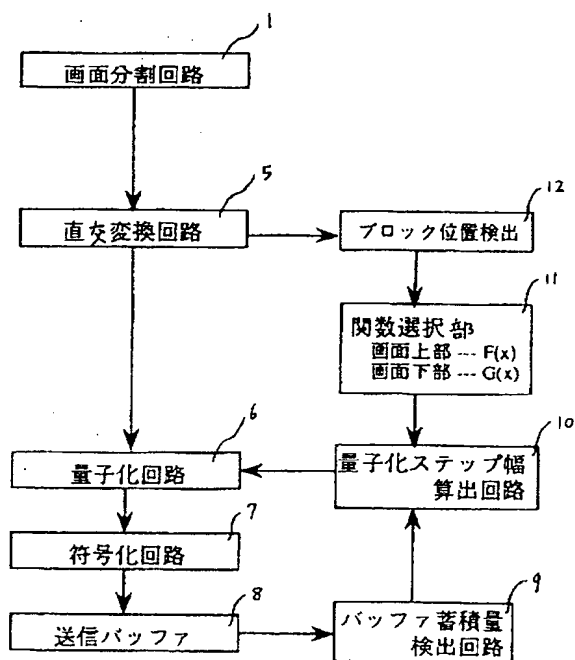 1
画面分割回路
5
直交変換回路
12
ブロック位置検出
11
関数選択部
画面上部 --- F(x)
画面下部 --- G(x)
6
量子化回路
10
量子化ステップ幅
算出回路
7
符号化回路
8
送信バッファ
9
バッファ蓄積量
検出回路